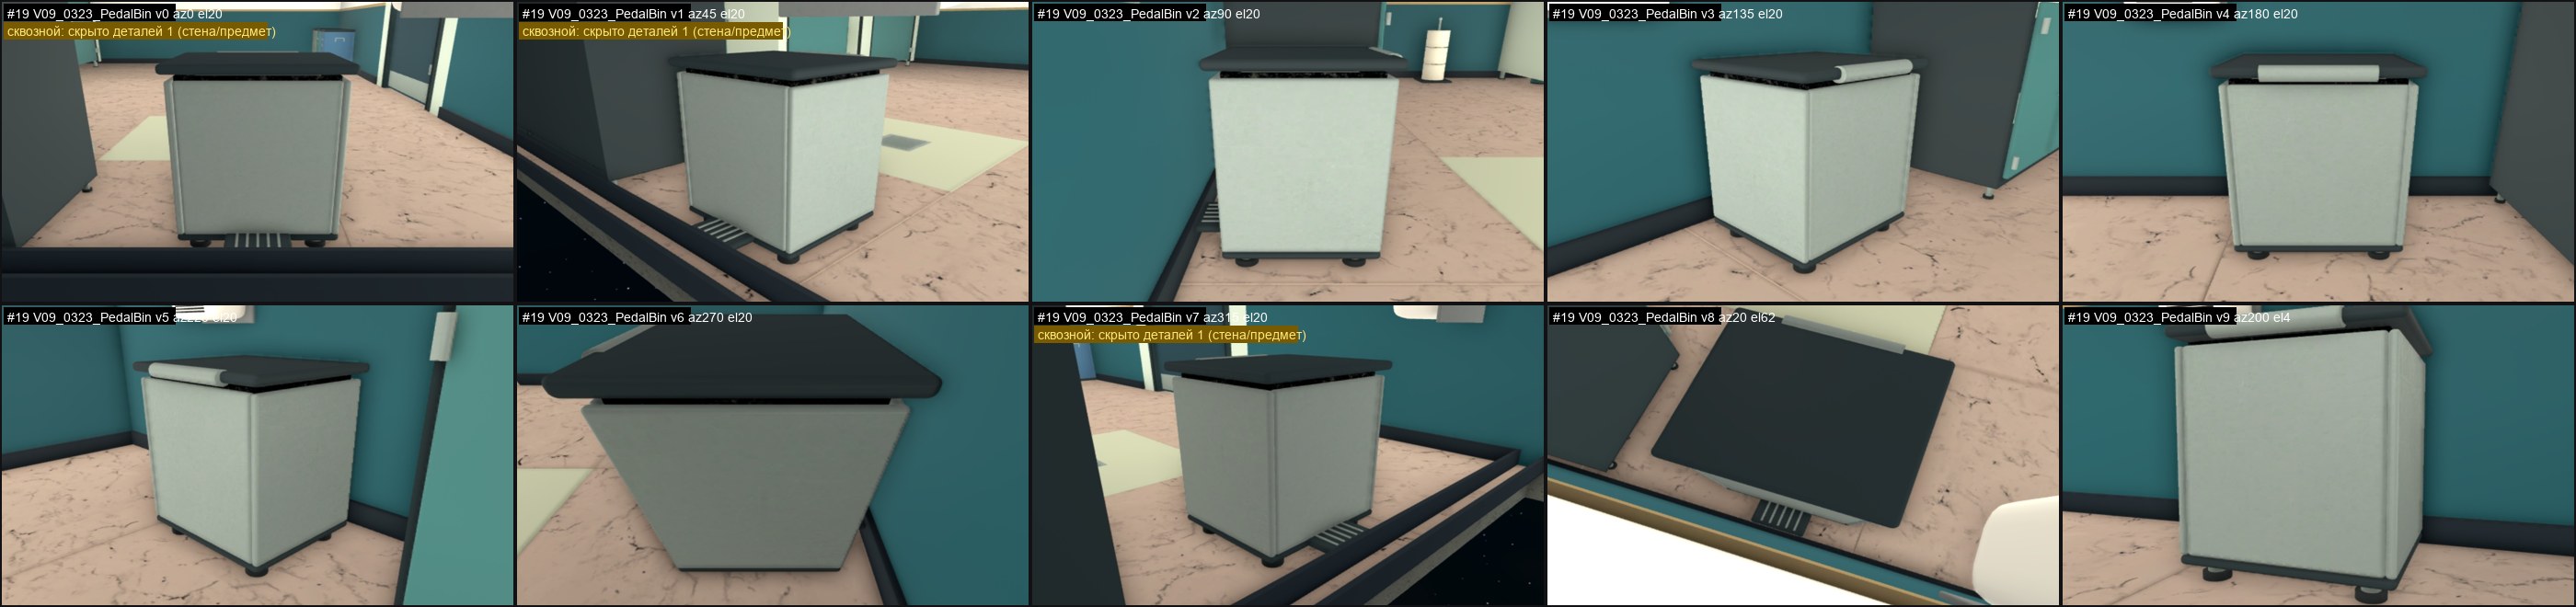 #19 V09_0323_PedalBin v0 az0 el20
сквозной: скрыто деталей 1 (стена/предмет)
#19 V09_0323_PedalBin v1 az45 el20
сквозной: скрыто деталей 1 (стена/предмет)
#19 V09_0323_PedalBin v2 az90 el20
#19 V09_0323_PedalBin v3 az135 el20
#19 V09_0323_PedalBin v4 az180 el20
#19 V09_0323_PedalBin v5 el20
#19 V09_0323_PedalBin v6 az270 el20
#19 V09_0323_PedalBin v7 az315 el20
сквозной: скрыто деталей 1 (стена/предмет)
#19 V09_0323_PedalBin v8 az20 el62
#19 V09_0323_PedalBin v9 az200 el4